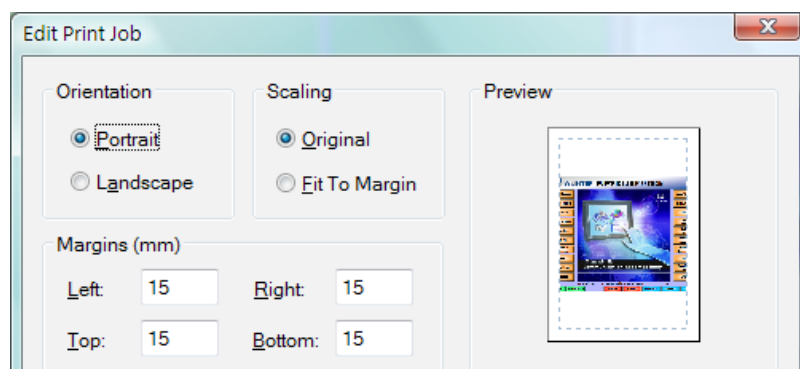 Edit Print Job
Orientation
Portrait
Landscape
Scaling
Original
Fit To Margin
Preview
Margins (mm)
Left: 15 Right: 15
Top: 15 Bottom: 15